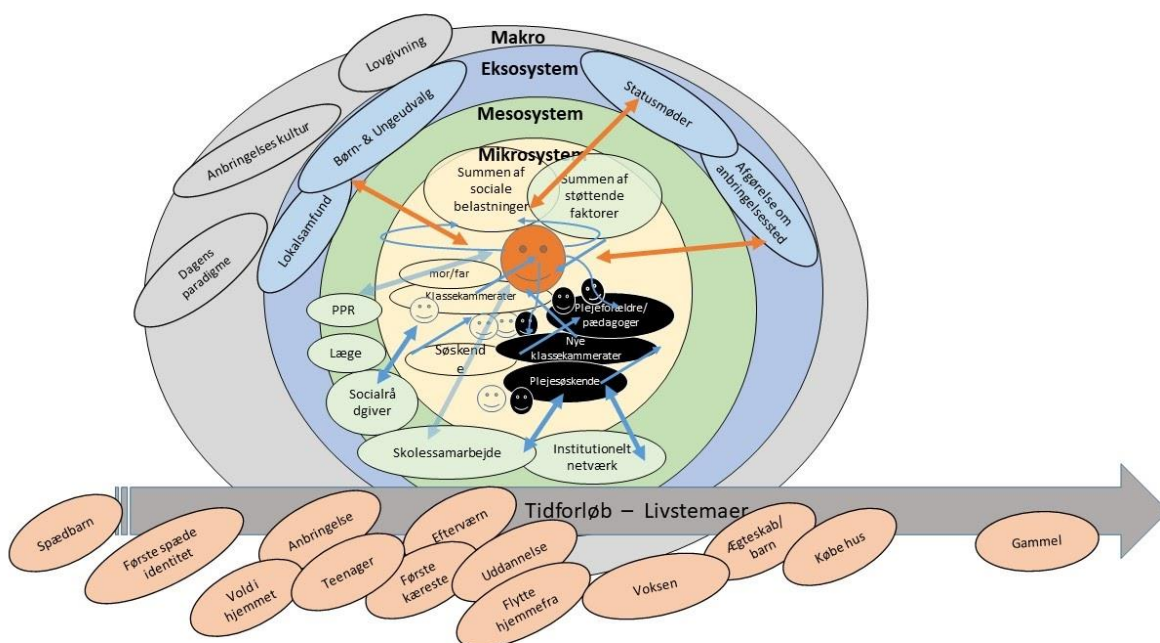 Makro
Lovgivning
Eksosystem
Børn- & Ungeudvalg
Statusmøder
Anbringelses kultur
Mesosystem
Mikrosystem
Summen af
sociale
belastninger
Summen af
støttende
faktorer
Afgørelse om
anbringelsessted
Lokalsamfund
Dagens
paradigme
mor/far
Klassekammerater
PPR
Plejeforældre/
pædagoger
Læge
Søskend
e
Nye
klassekammerater
Plejesøskende
Socialrå
dgiver
Skolessamarbejde
Institutionelt
netværk
Tidforløb – Livstemaer
Spædbarn
Første spæde
identitet
Anbringelse
Vold i
hjemmet
Teenager
Efterværn
Første
kæreste
Uddannelse
Flytte
hjemmefra
Voksen
Ægteskab/
barn
Købe hus
Gammel